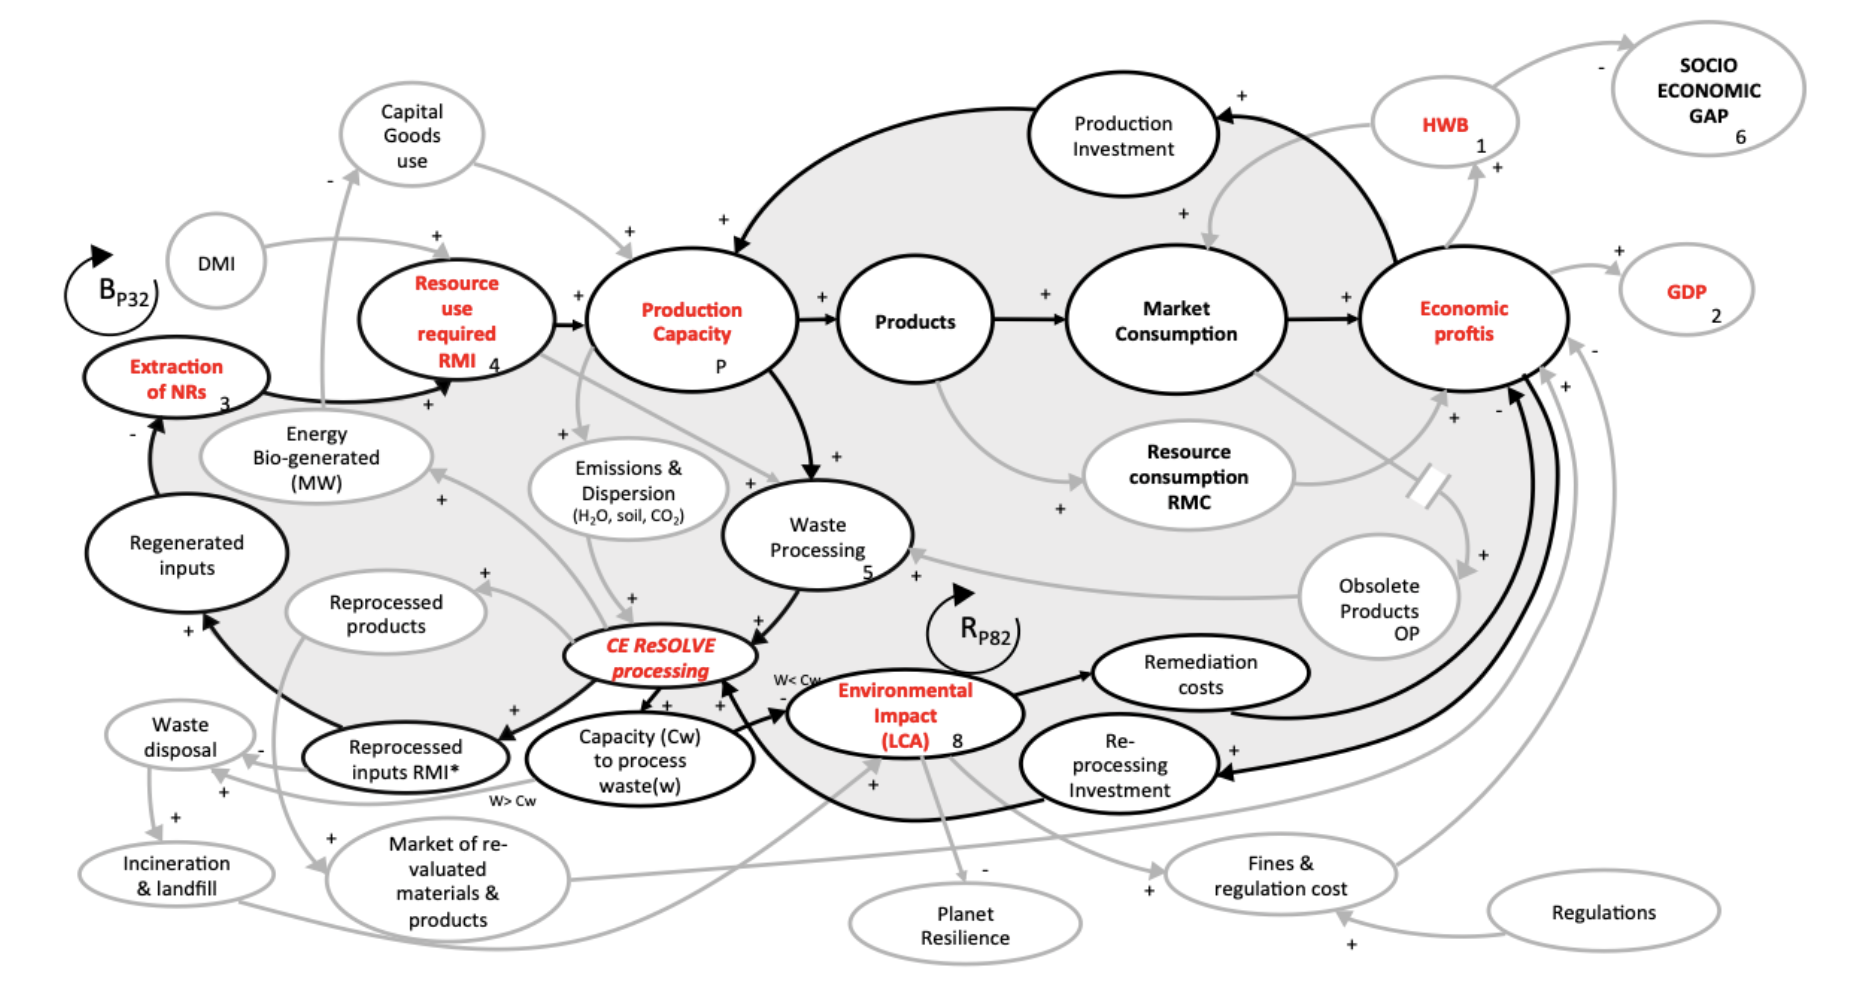 SOCIO
ECONOMIC
GAP
6
-
+
HWB
1
+
Production
Investment
Capital
Goods
use
-
+
+
+
+
DMI
+
GDP
2
B P32
Resource
use
required
RMI
4
+
Production
Capacity
P
+
Products
+
Market
Consumption
+
Economic
proftis
-
+
Extraction
of NRs
3
+
-
+
-
Energy
Bio-generated
(MW)
+
+
Emissions &
Dispersion
(H₂O, soil, CO₂)
+
+
Resource
consumption
RMC
+
Waste
Processing
5
+
+
Regenerated
inputs
+
Obsolete
Products
OP
Reprocessed
products
+
+
+
R P82
CE ReSOLVE
processing
Remediation
costs
W< Cw
-
Environmental
Impact
(LCA)
8
+
+
+
+
Waste
disposal
-
Reprocessed
inputs RMI*
Capacity (Cw)
to process
waste(w)
Re-
processing
Investment
+
+
W> Cw
+
+
+
Market of re-
valuated
materials &
products
Incineration
& landfill
-
+
Fines &
regulation cost
Planet
Resilience
Regulations
+